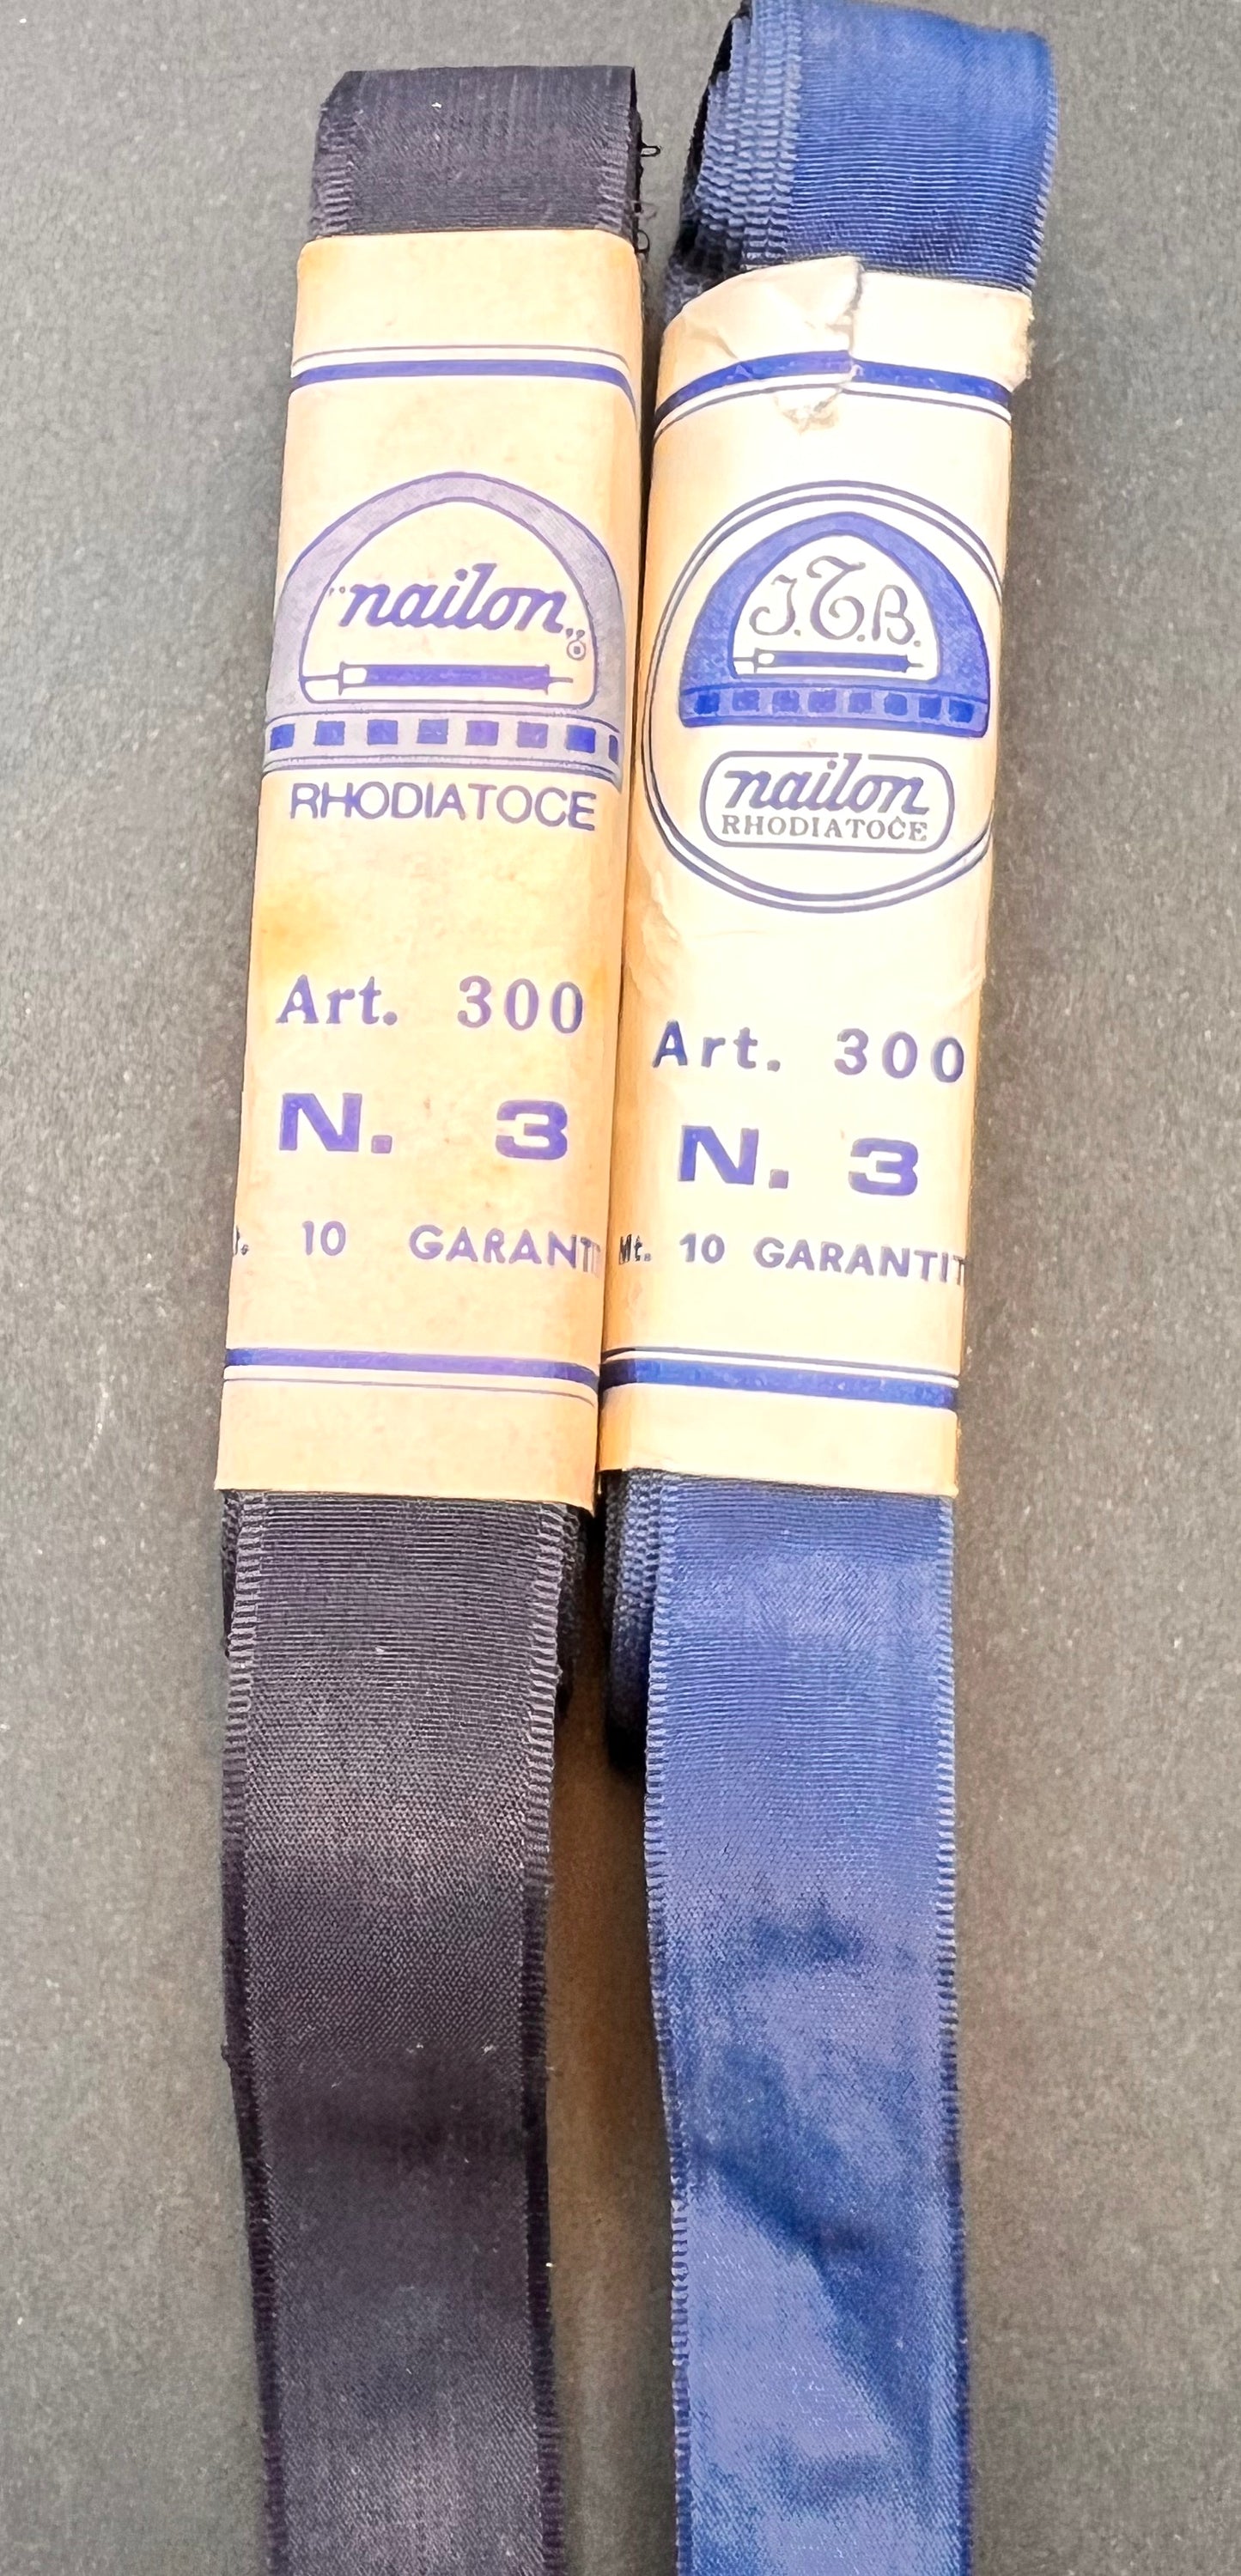 "nailon"
RHODIATOCE
Art. 300
N. 3
10 GARANTI
J.T.B.
nailon
RHODIATOCE
Art. 300
N. 3
Mt. 10 GARANTIT